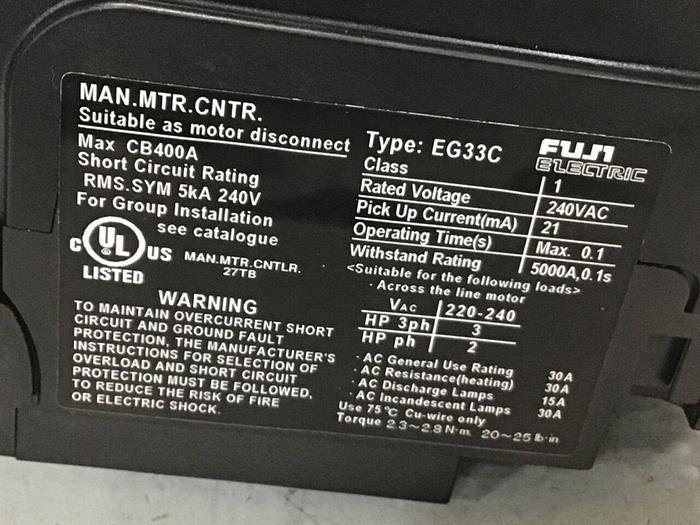 MAN.MTR.CNTR.
Suitable as motor disconnect
Max CB400A
Short Circuit Rating
RMS.SYM 5kA 240V
For Group Installation
see catalogue
C UL US
LISTED
MAN.MTR.CNTLR.
27TB
WARNING
TO MAINTAIN OVERCURRENT SHORT
CIRCUIT AND GROUND FAULT
PROTECTION, THE MANUFACTURER'S
INSTRUCTIONS FOR SELECTION OF
OVERLOAD AND SHORT CIRCUIT
PROTECTION MUST BE FOLLOWED,
TO REDUCE THE RISK OF FIRE
OR ELECTRIC SHOCK.
Type: EG33C
FUJI
ELECTRIC
Class 1
Rated Voltage 240VAC
Pick Up Current(mA) 21
Operating Time(s) Max. 0.1
Withstand Rating 5000A,0.1s
<Suitable for the following loads>
· Across the line motor
VAC 220-240
HP 3ph 3
HP ph 2
· AC General Use Rating 30A
· AC Resistance(heating) 30A
· AC Discharge Lamps 15A
· AC Incandescent Lamps 30A
Use 75℃ Cu-wire only
Torque 2.3~2.8 N·m. 20~25 lb·in